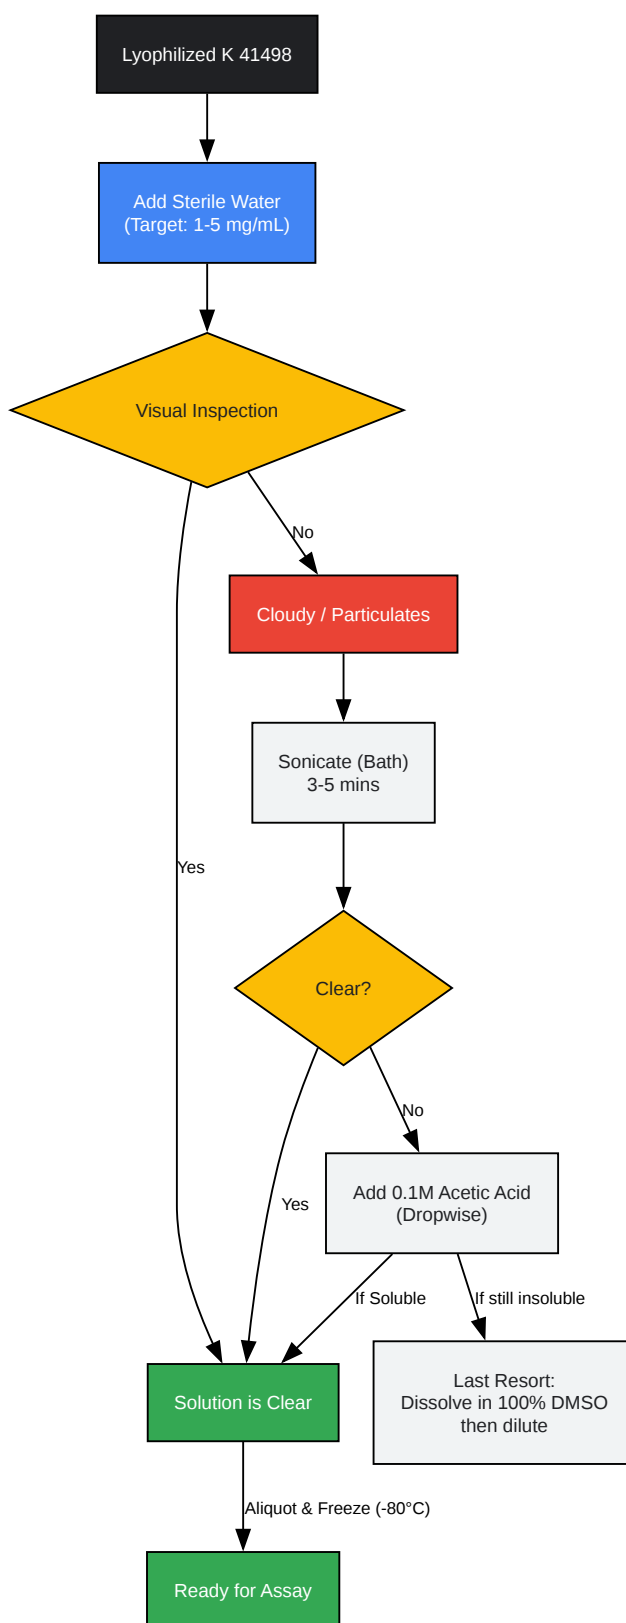 Lyophilized K 41498
Add Sterile Water
(Target: 1-5 mg/mL)
Visual Inspection
No
Cloudy / Particulates
Sonicate (Bath)
3-5 mins
Yes
Clear?
No
Add 0.1M Acetic Acid
(Dropwise)
Yes
If Soluble
If still insoluble
Last Resort:
Dissolve in 100% DMSO
then dilute
Solution is Clear
Aliquot & Freeze (-80°C)
Ready for Assay